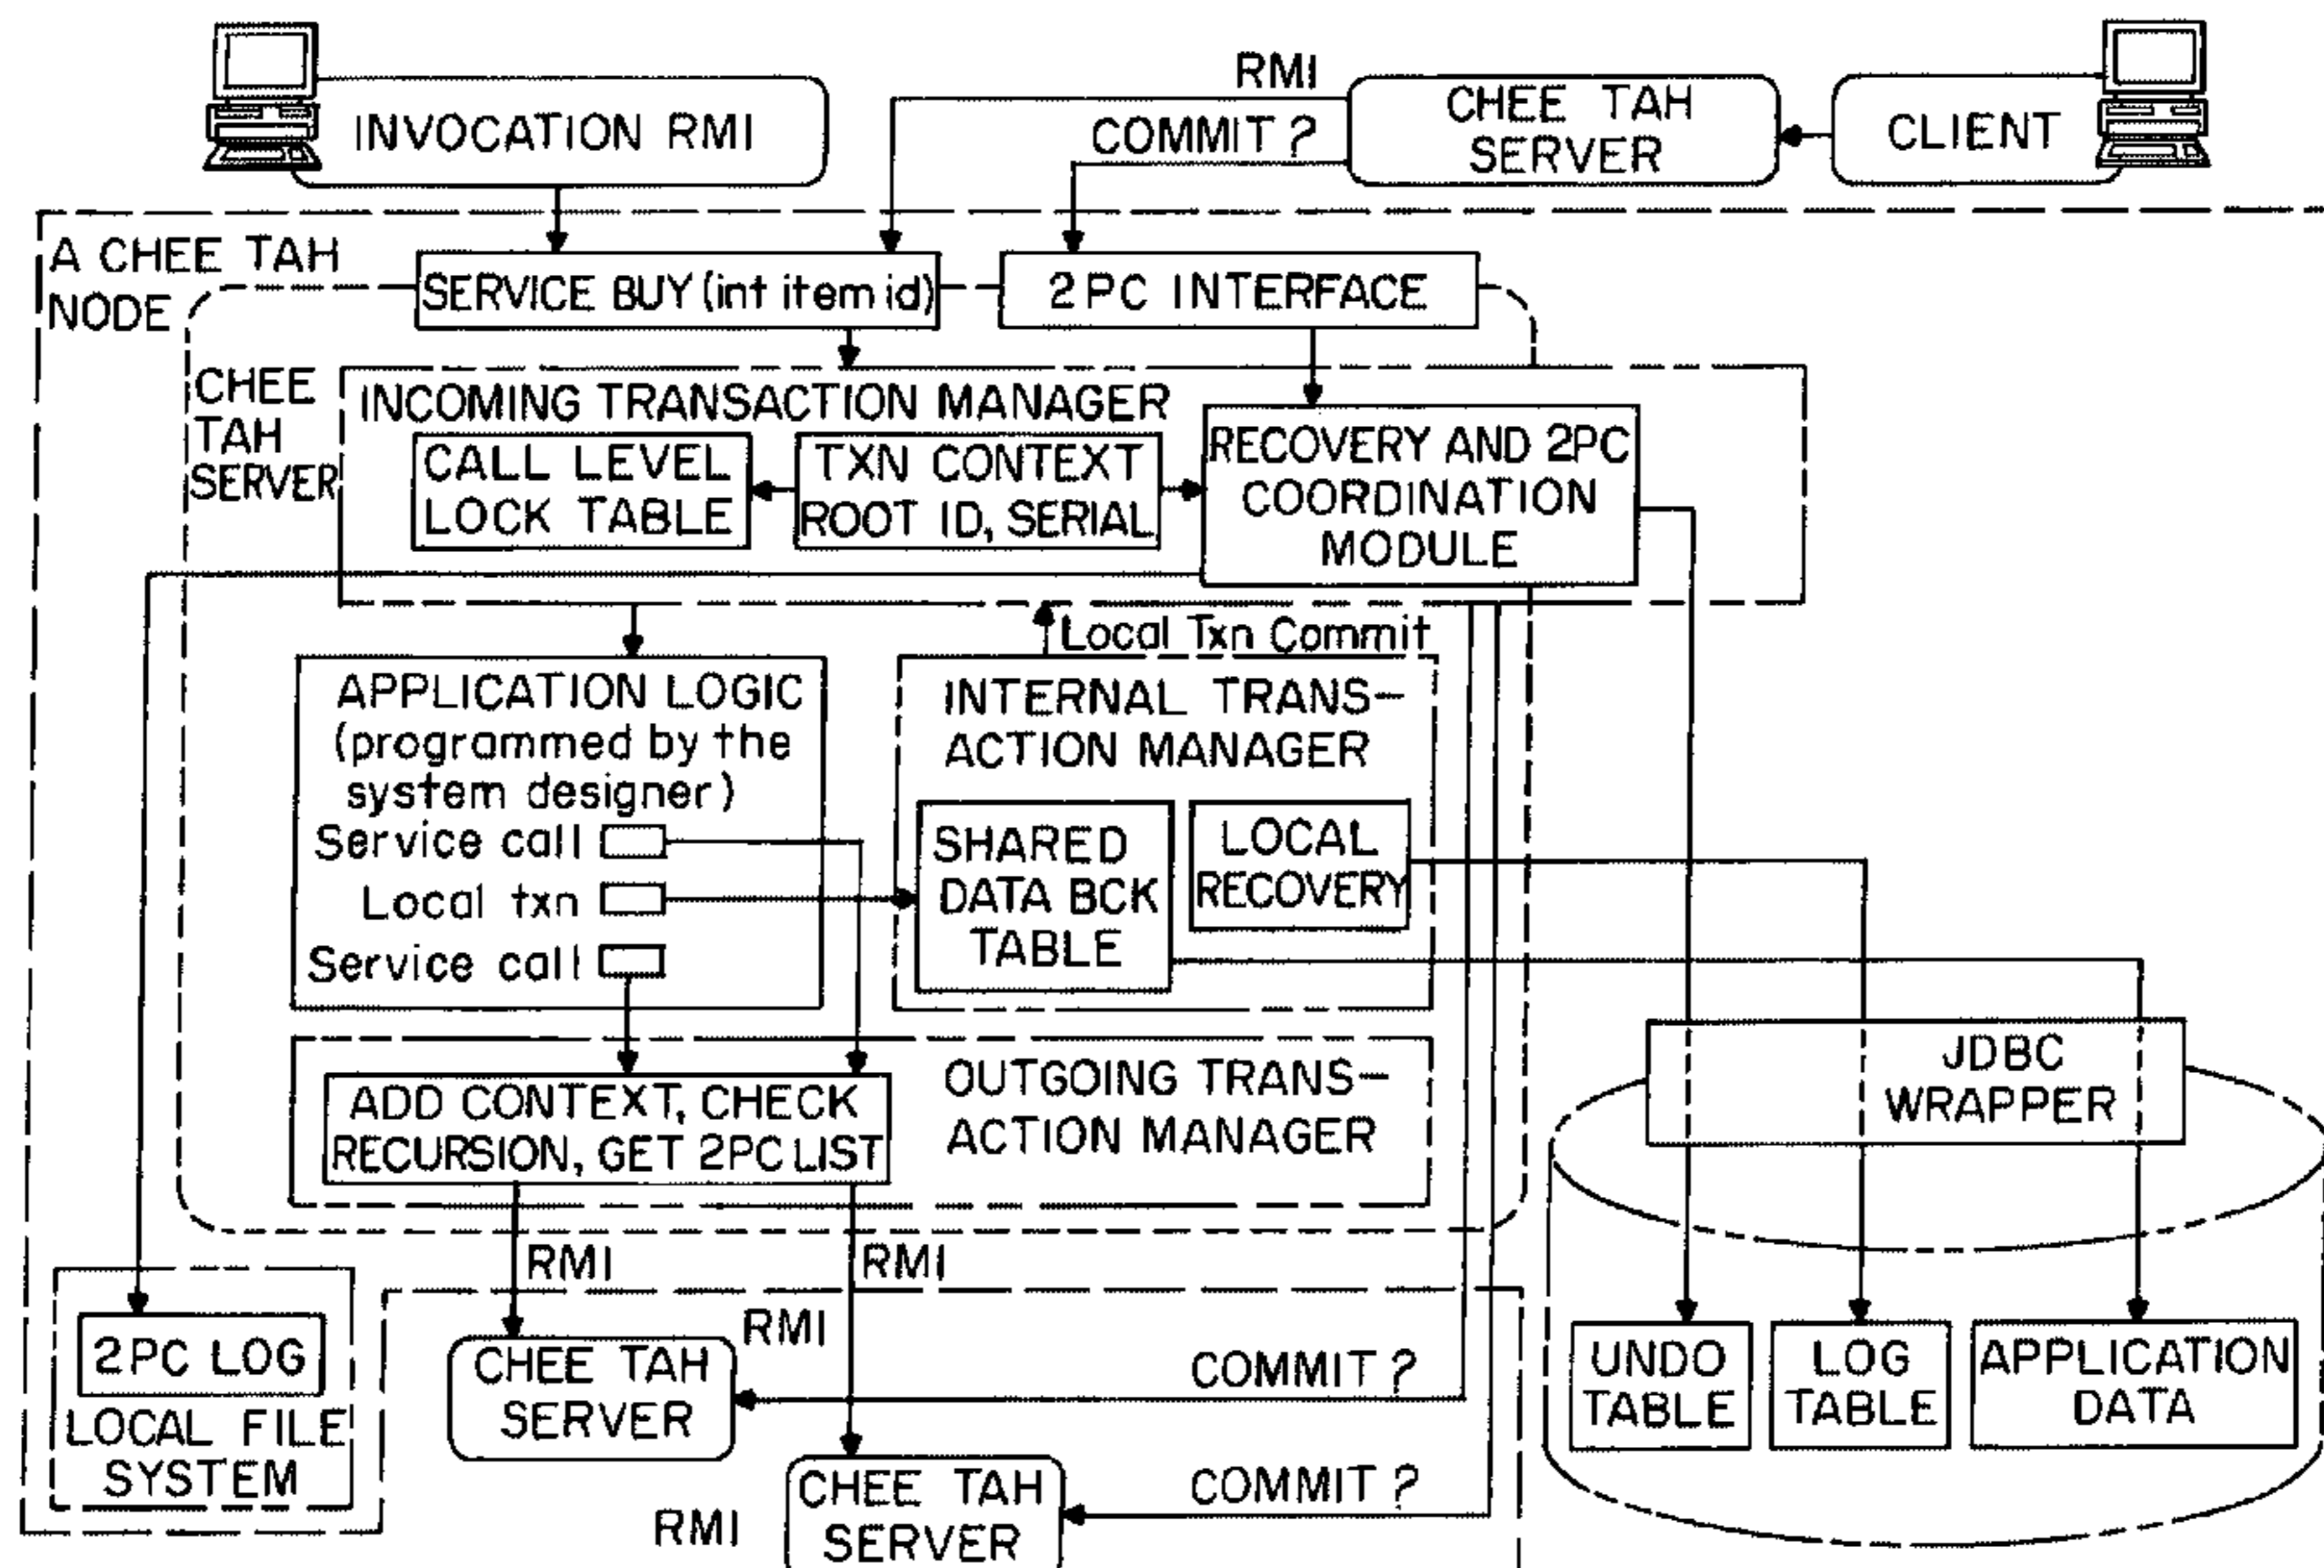 INVOCATION RMI
RMI
COMMIT ?
CHEE TAH
SERVER
CLIENT
A CHEE TAH
NODE
SERVICE BUY (int item id)
2 PC INTERFACE
CHEE
TAH
SERVER
INCOMING TRANSACTION MANAGER
CALL LEVEL
LOCK TABLE
TXN CONTEXT
ROOT ID, SERIAL
RECOVERY AND 2PC
COORDINATION
MODULE
Local Txn Commit
APPLICATION LOGIC
(programmed by the
system designer)
Service call
Local txn
Service call
INTERNAL TRANS-
ACTION MANAGER
SHARED
DATA BCK
TABLE
LOCAL
RECOVERY
JDBC
WRAPPER
ADD CONTEXT, CHECK
RECURSION, GET 2PC LIST
OUTGOING TRANS-
ACTION MANAGER
RMI
RMI
2PC LOG
LOCAL FILE
SYSTEM
CHEE TAH
SERVER
RMI
COMMIT ?
UNDO
TABLE
LOG
TABLE
APPLICATION
DATA
RMI
CHEE TAH
SERVER
COMMIT ?